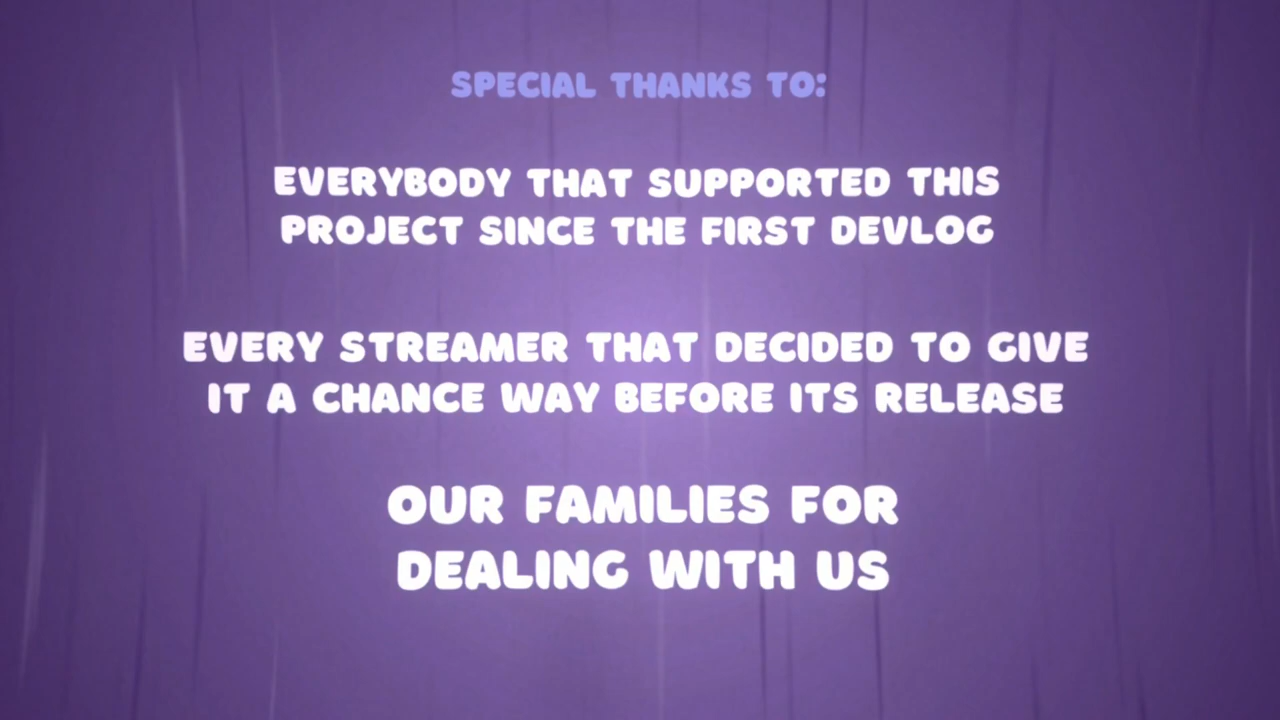 SPECIAL THANKS TO:
EVERYBODY THAT SUPPORTED THIS
PROJECT SINCE THE FIRST DEVLOG
EVERY STREAMER THAT DECIDED TO GIVE
IT A CHANCE WAY BEFORE ITS RELEASE
OUR FAMILIES FOR
DEALING WITH US